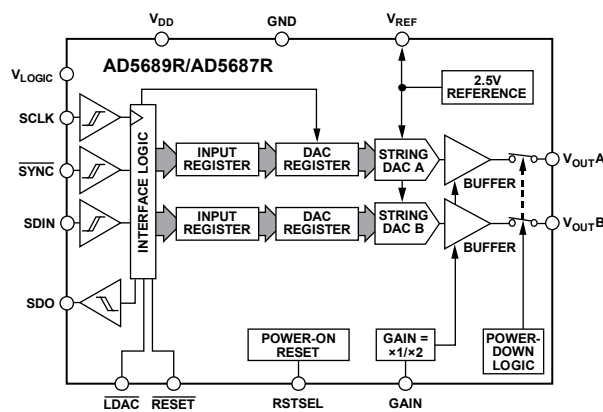 VDD
GND
VREF
AD5689R/AD5687R
VLOGIC
2.5V
REFERENCE
SCLK
SYNC
SDIN
SDO
INTERFACE LOGIC
INPUT
REGISTER
DAC
REGISTER
STRING
DAC A
BUFFER
VOUTA
INPUT
REGISTER
DAC
REGISTER
STRING
DAC B
BUFFER
VOUTB
POWER-ON
RESET
GAIN =
×1/×2
POWER-
DOWN
LOGIC
LDAC
RESET
RSTSEL
GAIN